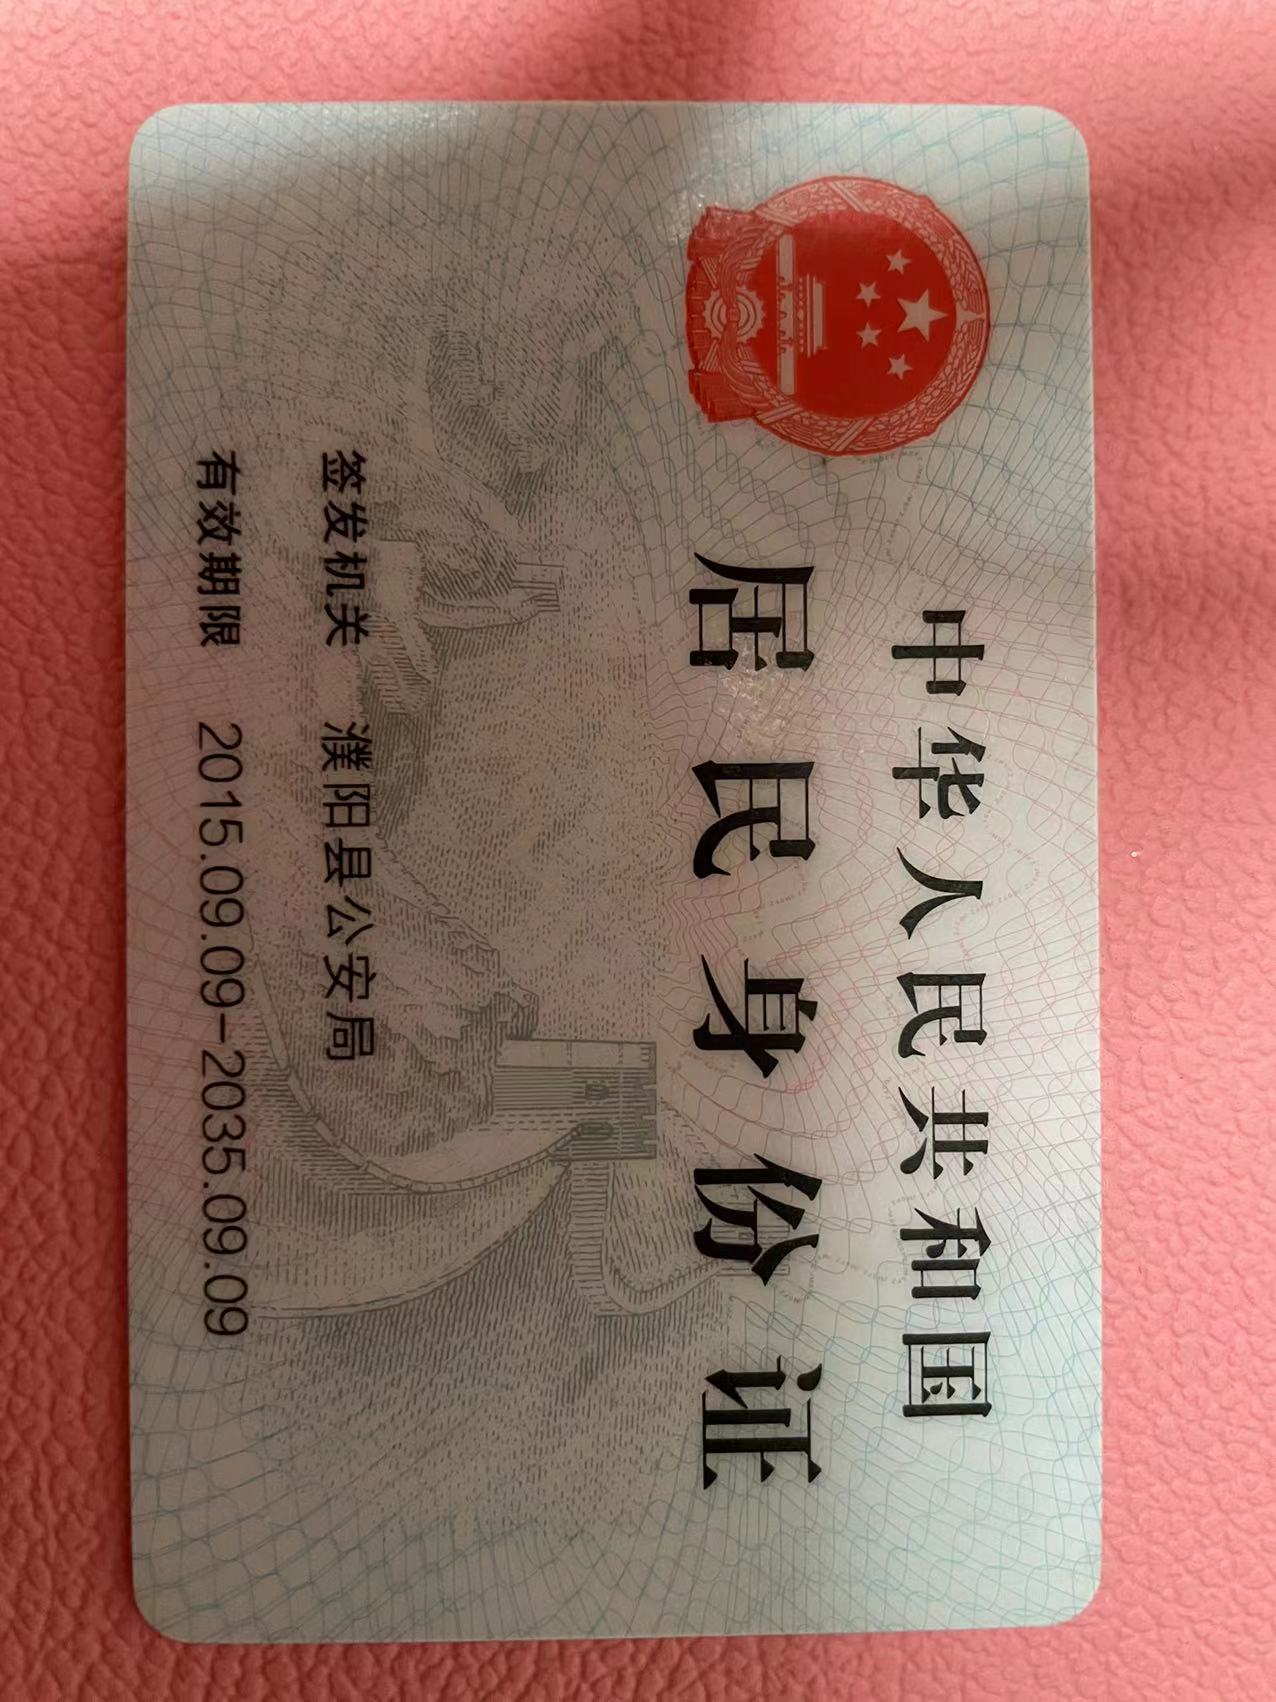 中华人民共和国
居民身份证
签发机关 濮阳县公安局
有效期限 2015.09.09-2035.09.09